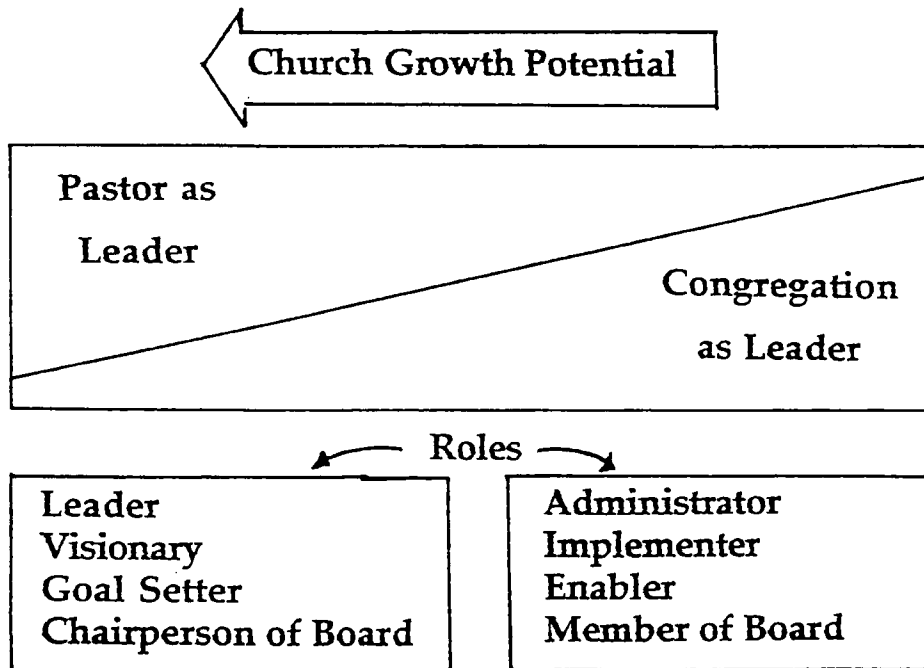 Church Growth Potential
Pastor as
Leader
Congregation
as Leader
Roles
Leader
Visionary
Goal Setter
Chairperson of Board
Administrator
Implementer
Enabler
Member of Board